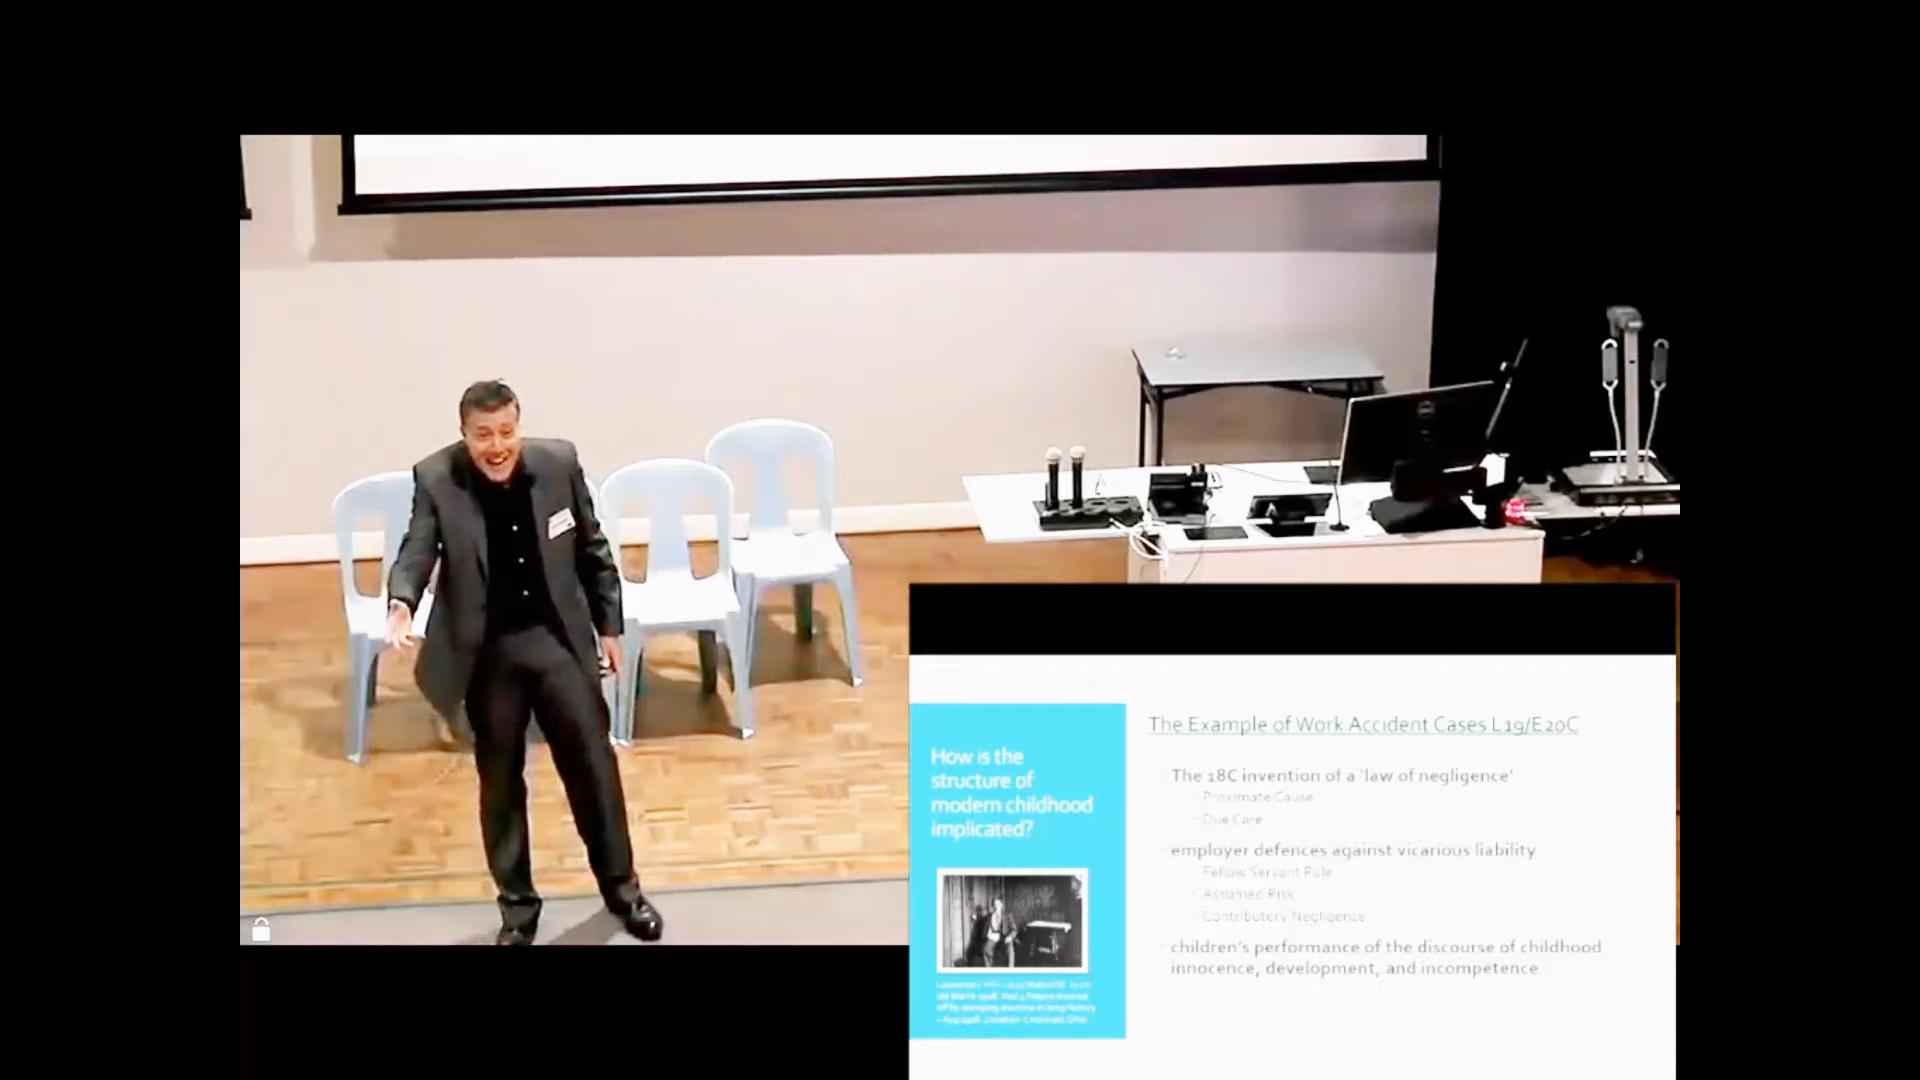 How is the
structure of
modern childhood
implicated?
The Example of Work Accident Cases L19/E20C
The 18C invention of a 'law of negligence'
Proximate Cause
Due Care
employer defences against vicarious liability
Fellow Servant Rule
Assumed Risk
Contributory Negligence
children's performance of the discourse of childhood
innocence, development, and incompetence